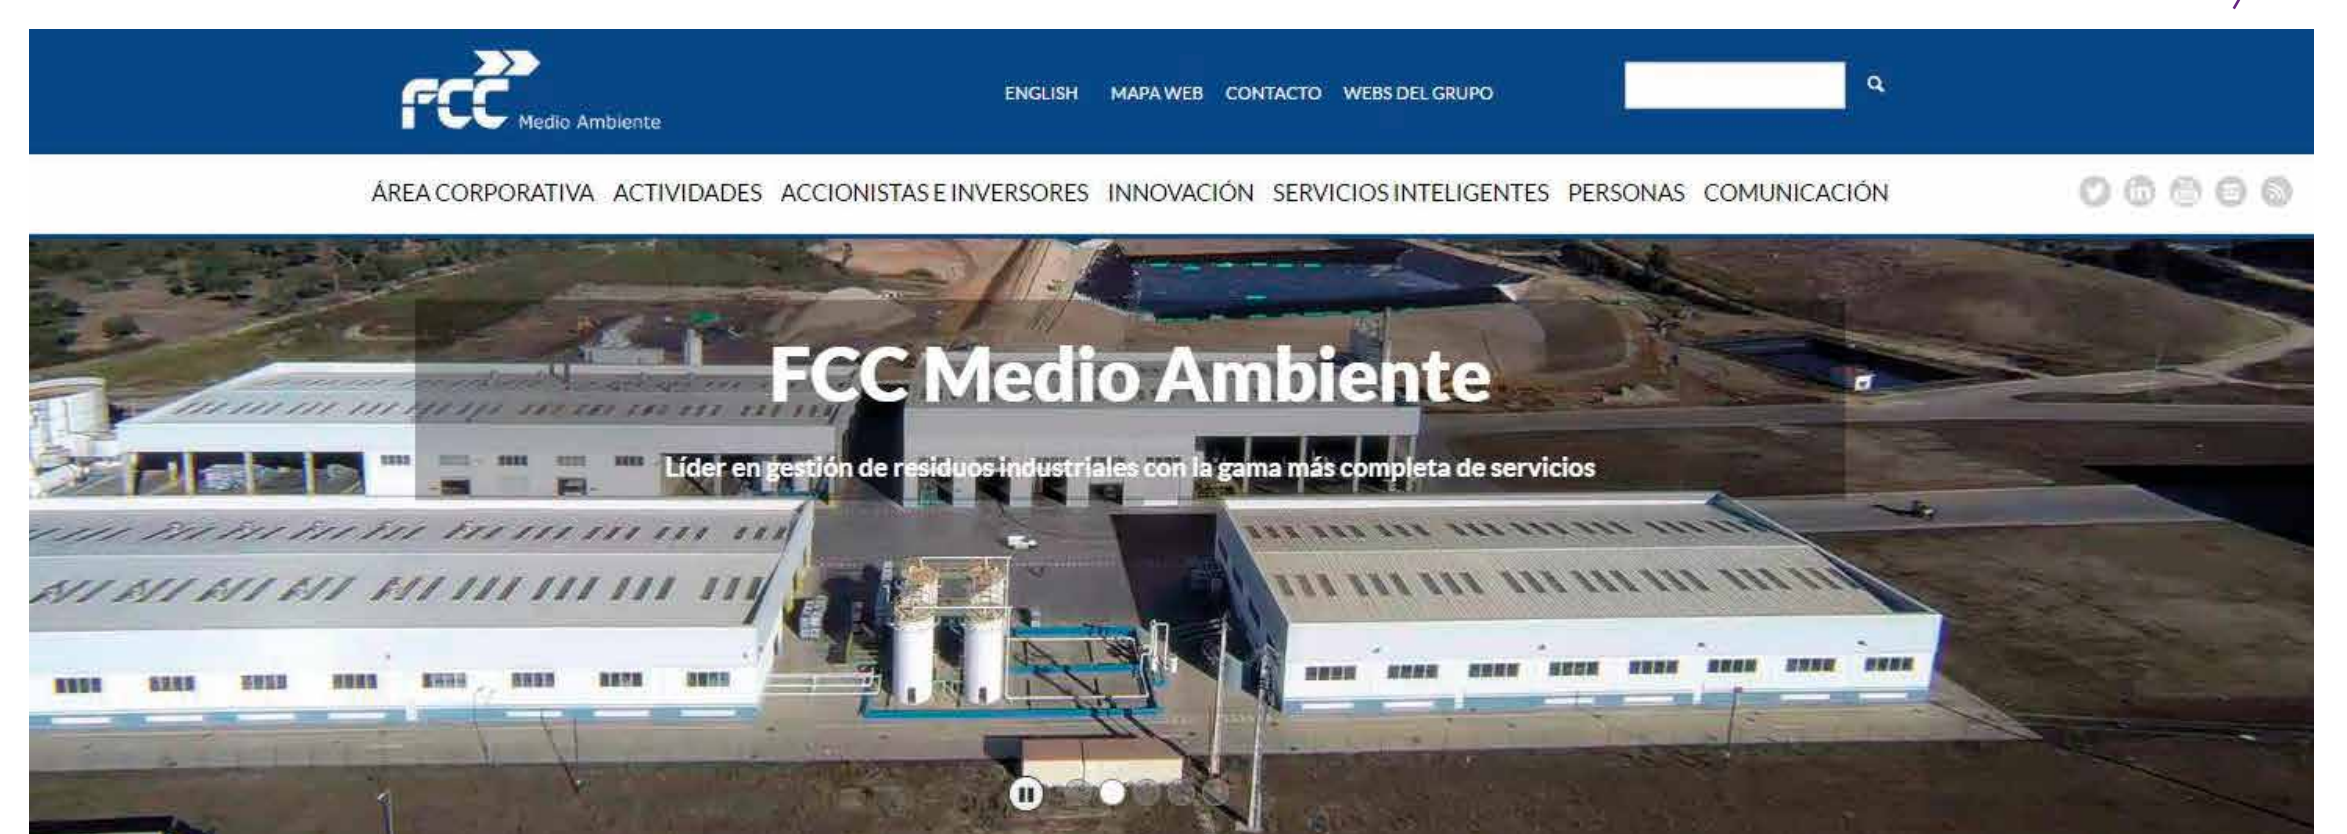 FCC
Medio Ambiente
ENGLISH MAPA WEB CONTACTO WEBS DEL GRUPO
ÁREA CORPORATIVA ACTIVIDADES ACCIONISTAS E INVERSORES INNOVACIÓN SERVICIOS INTELIGENTES PERSONAS COMUNICACIÓN
FCC Medio Ambiente
Líder en gestión de residuos industriales con la gama más completa de servicios